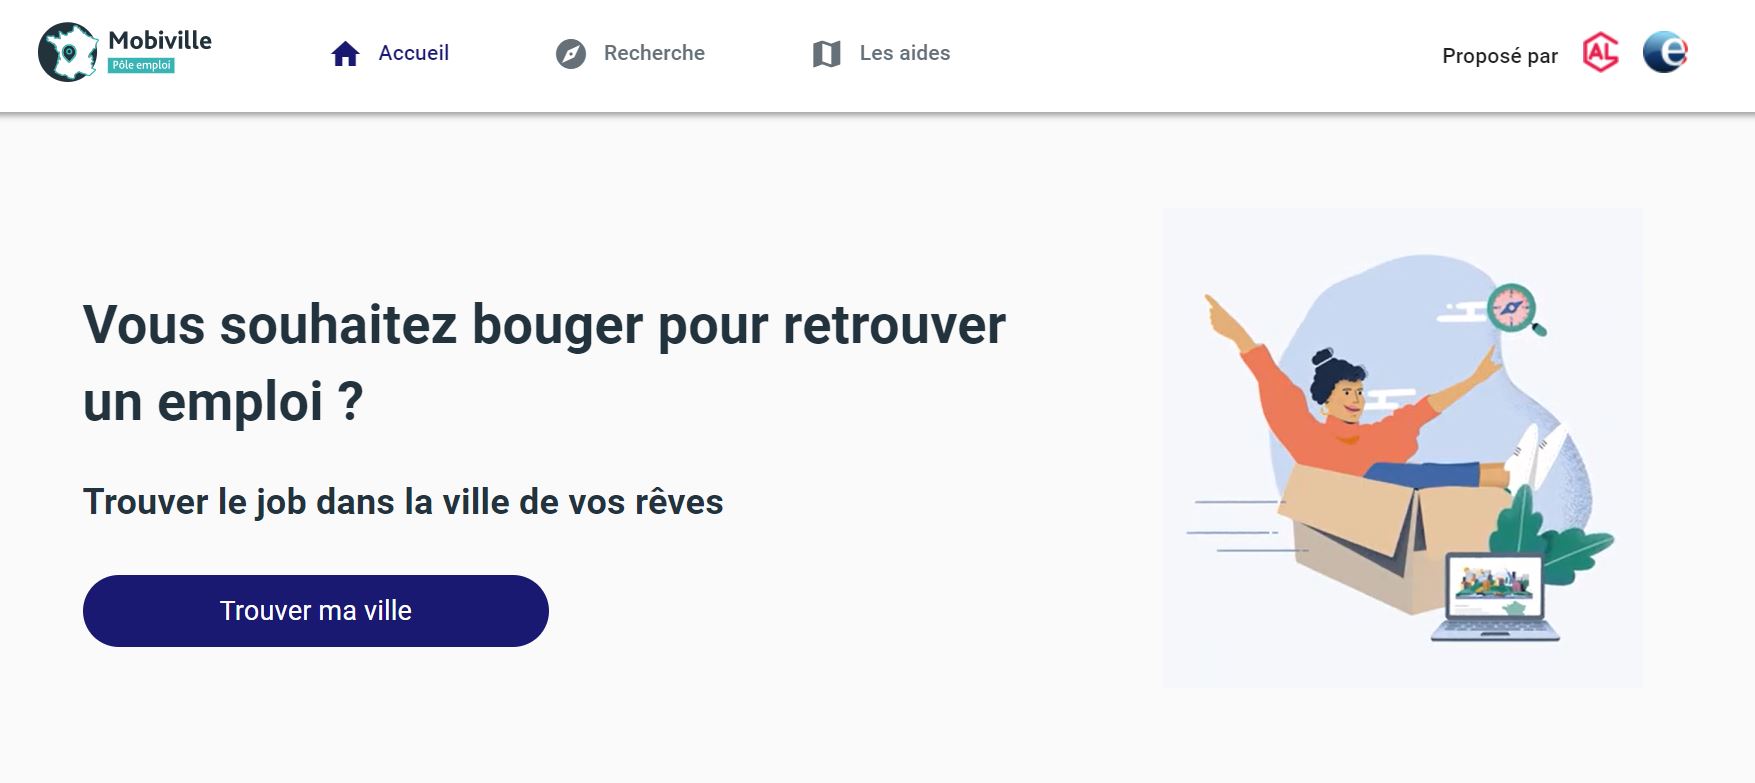 Mobiville
Pôle emploi
Accueil
Recherche
Les aides
Proposé par
AL
e
Vous souhaitez bouger pour retrouver
un emploi ?
Trouver le job dans la ville de vos rêves
Trouver ma ville